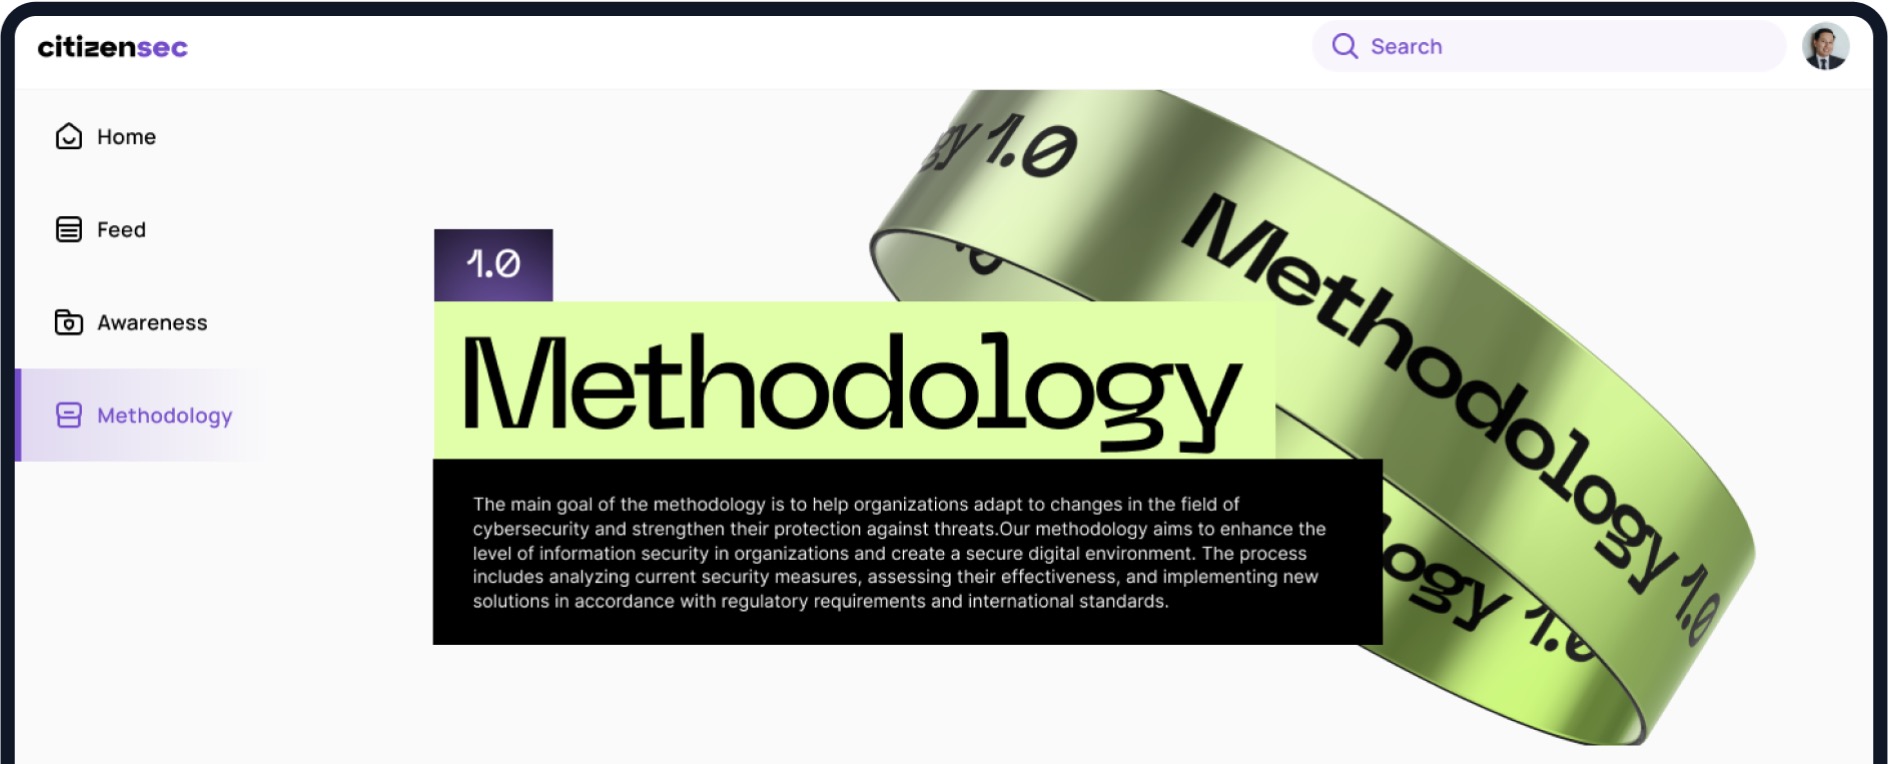 citizensec
Search
Home
Feed
Awareness
Methodology
gy 1.0
Methodology 1.0
1.0
Methodology
The main goal of the methodology is to help organizations adapt to changes in the field of
cybersecurity and strengthen their protection against threats.Our methodology aims to enhance the
level of information security in organizations and create a secure digital environment. The process
includes analyzing current security measures, assessing their effectiveness, and implementing new
solutions in accordance with regulatory requirements and international standards.
logy 1.0